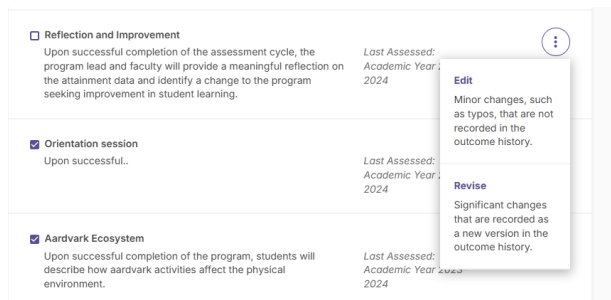 Reflection and Improvement
Upon successful completion of the assessment cycle, the
program lead and faculty will provide a meaningful reflection on
the attainment data and identify a change to the program
seeking improvement in student learning.
Last Assessed:
Academic Year
2024
Edit
Minor changes, such
as typos, that are not
recorded in the
outcome history.
Revise
Significant changes
that are recorded as
a new version in the
outcome history.
Orientation session
Upon successful..
Last Assessed:
Academic Year
2024
Aardvark Ecosystem
Upon successful completion of the program, students will
describe how aardvark activities affect the physical
environment.
Last Assessed:
Academic Year 2023
2024